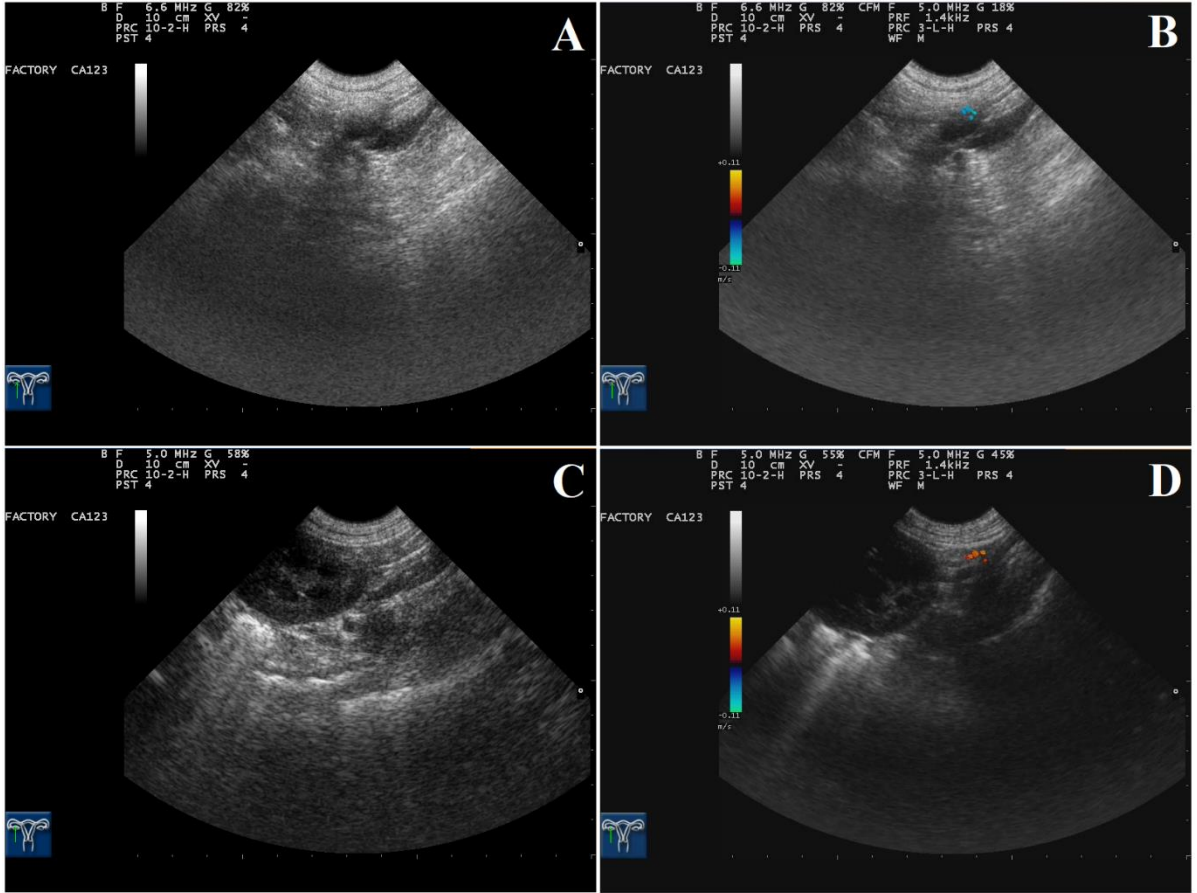 B F 6.6 MHz G 82%
D 10 cm XV -
PRC 10-2-H PRS 4
PST 4
A
FACTORY CA123
B F 6.6 MHz G 82% CFM F 5.0 MHz G 18%
D 10 cm XV - PRF 1.4kHz
PRC 10-2-H PRS 4 PRC 3-L-H PRS 4
PST 4 WF M
B
FACTORY CA123
+0.11
-0.11
m/s
B F 5.0 MHz G 58%
D 10 cm XV -
PRC 10-2-H PRS 4
PST 4
C
FACTORY CA123
B F 5.0 MHz G 55% CFM F 5.0 MHz G 45%
D 10 cm XV - PRF 1.4kHz
PRC 10-2-H PRS 4 PRC 3-L-H PRS 4
PST 4 WF M
D
FACTORY CA123
+0.11
-0.11
m/s